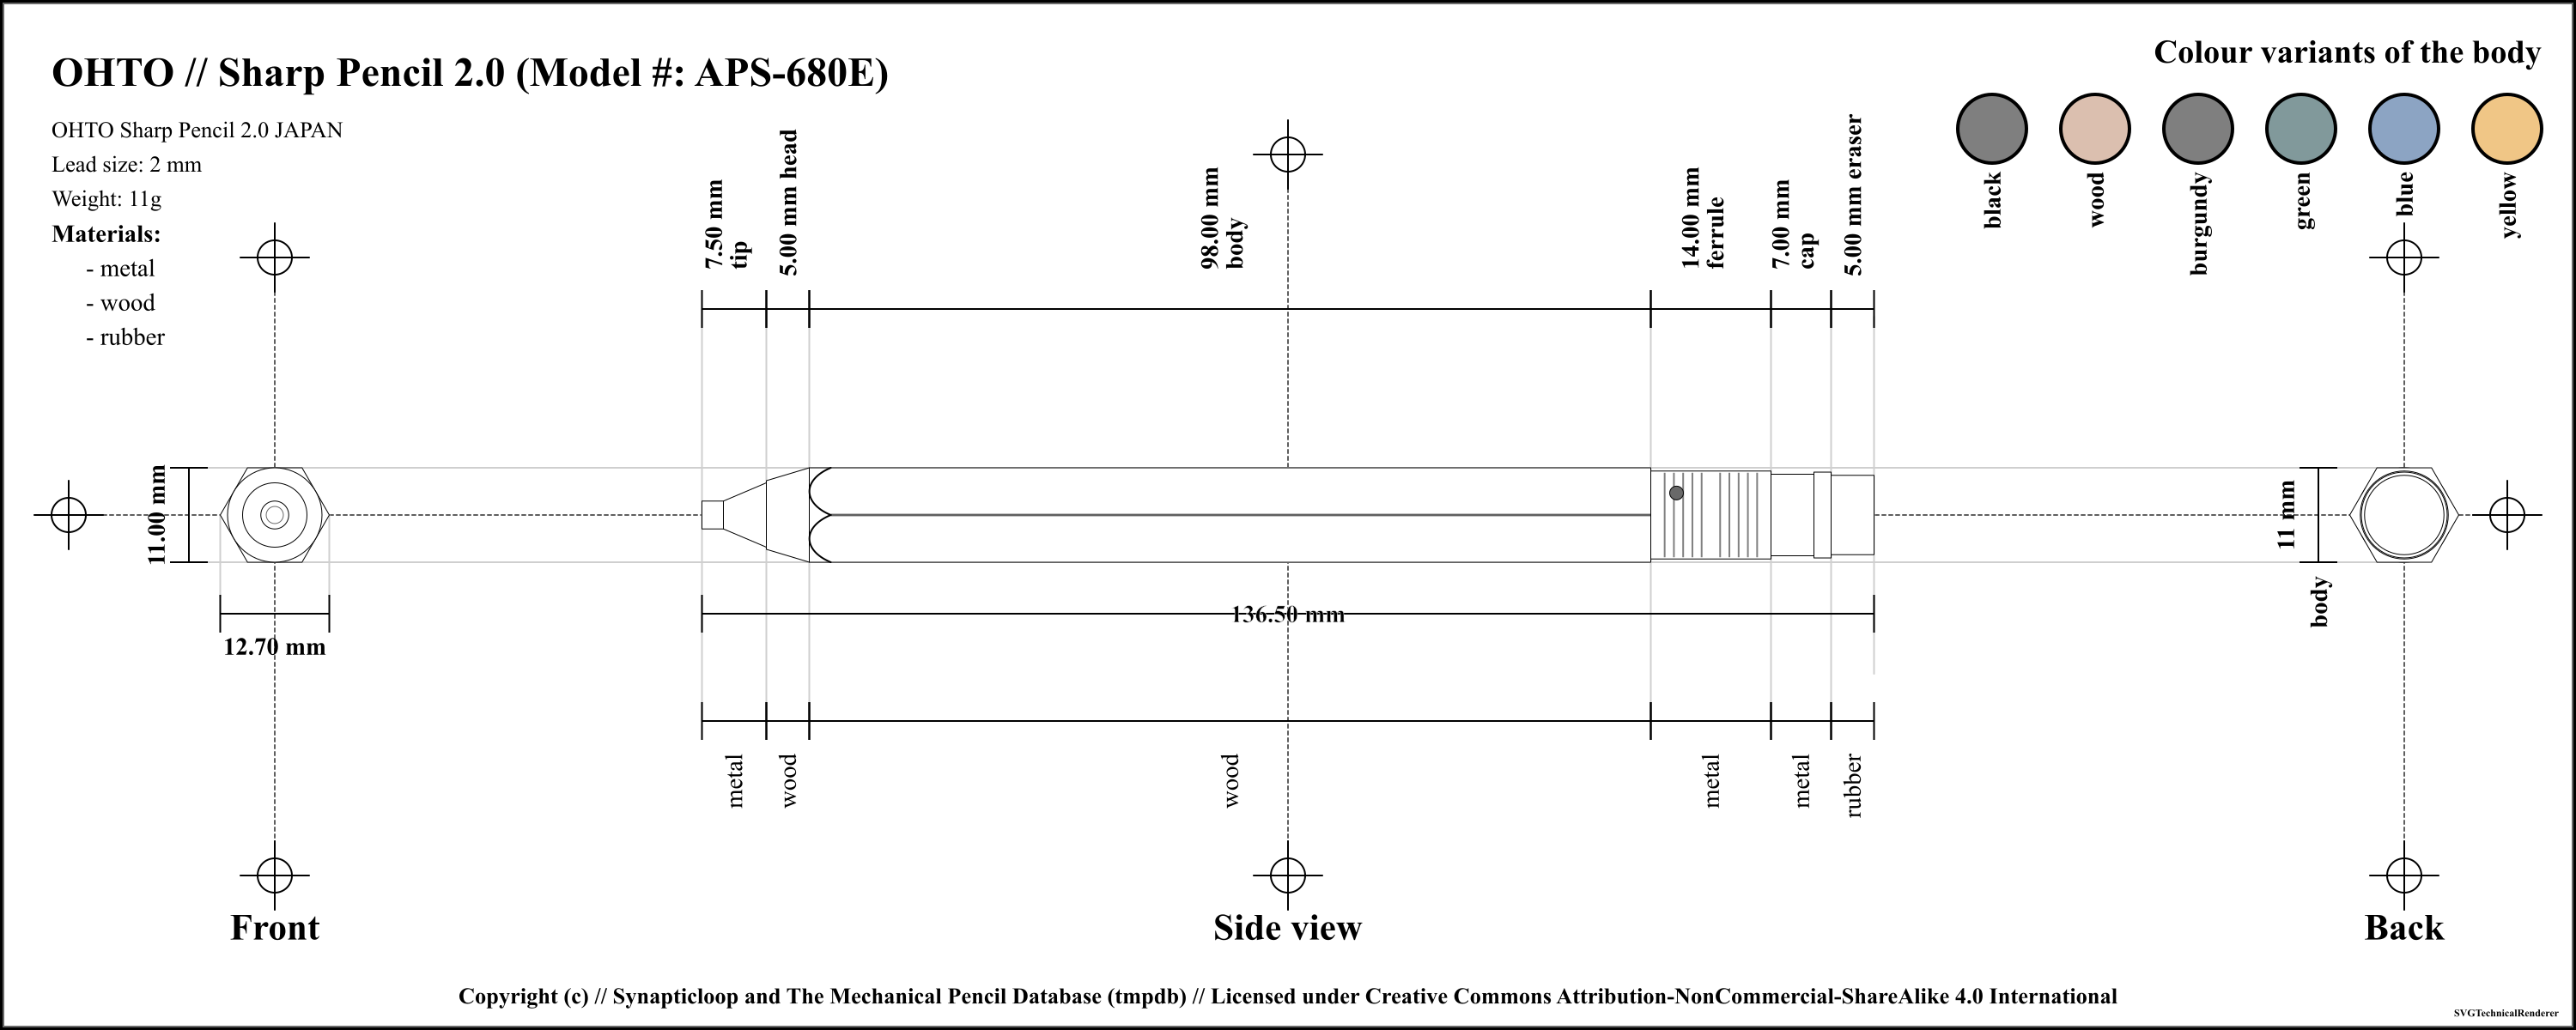 OHTO // Sharp Pencil 2.0 (Model #: APS-680E)
Colour variants of the body
OHTO Sharp Pencil 2.0 JAPAN
Lead size: 2 mm
Weight: 11g
Materials:
- metal
- wood
- rubber
black
wood
burgundy
green
blue
yellow
7.50 mm
tip
5.00 mm head
98.00 mm
body
14.00 mm
ferrule
7.00 mm
cap
5.00 mm eraser
11.00 mm
12.70 mm
136.50 mm
11 mm
body
metal
wood
wood
metal
metal
rubber
Front
Side view
Back
Copyright (c) // Synapticloop and The Mechanical Pencil Database (tmpdb) // Licensed under Creative Commons Attribution-NonCommercial-ShareAlike 4.0 International
SVGTechnicalRenderer